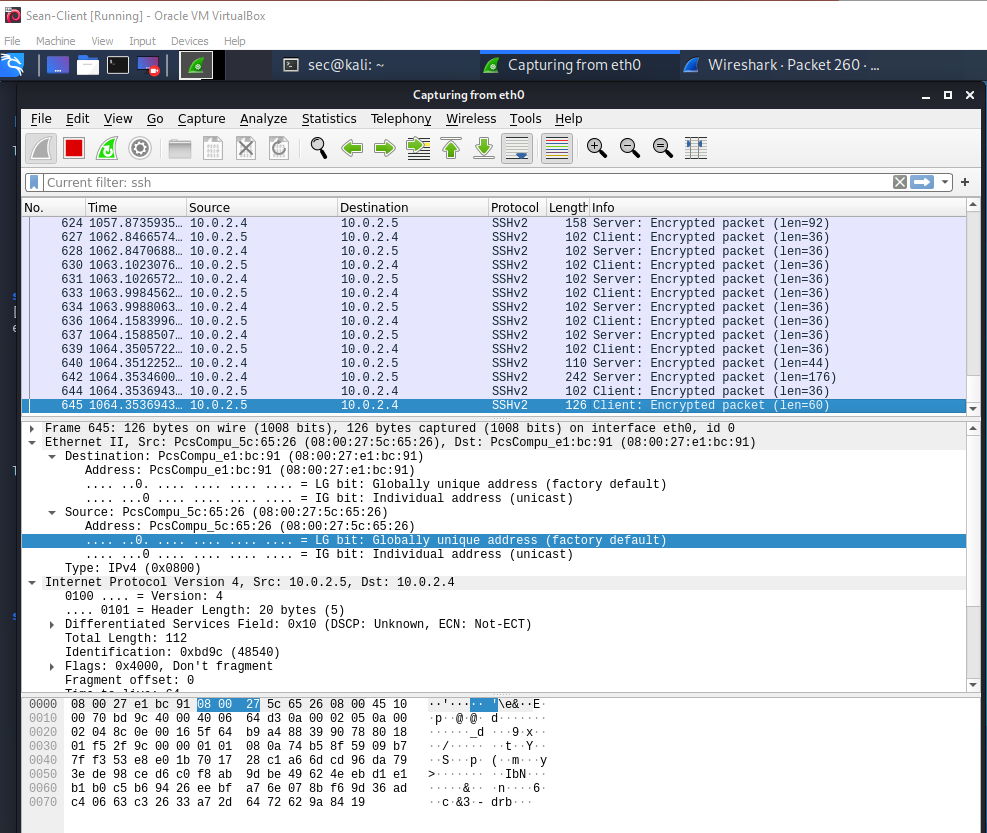 Sean-Client [Running] - Oracle VM VirtualBox
File Machine View Input Devices Help
sec@kali: ~ Capturing from eth0 Wireshark · Packet 260 · ...
Capturing from eth0
File Edit View Go Capture Analyze Statistics Telephony Wireless Tools Help
Current filter: ssh
No. Time Source Destination Protocol Length Info
624 1057.8735935... 10.0.2.4 10.0.2.5 SSHv2 158 Server: Encrypted packet (len=92)
627 1062.8466574... 10.0.2.5 10.0.2.4 SSHv2 102 Client: Encrypted packet (len=36)
628 1062.8470688... 10.0.2.4 10.0.2.5 SSHv2 102 Server: Encrypted packet (len=36)
630 1063.1023076... 10.0.2.5 10.0.2.4 SSHv2 102 Client: Encrypted packet (len=36)
631 1063.1026572... 10.0.2.4 10.0.2.5 SSHv2 102 Server: Encrypted packet (len=36)
633 1063.9984562... 10.0.2.5 10.0.2.4 SSHv2 102 Client: Encrypted packet (len=36)
634 1063.9988063... 10.0.2.4 10.0.2.5 SSHv2 102 Server: Encrypted packet (len=36)
636 1064.1583996... 10.0.2.5 10.0.2.4 SSHv2 102 Client: Encrypted packet (len=36)
637 1064.1588507... 10.0.2.4 10.0.2.5 SSHv2 102 Server: Encrypted packet (len=36)
639 1064.3505722... 10.0.2.5 10.0.2.4 SSHv2 102 Client: Encrypted packet (len=36)
640 1064.3512252... 10.0.2.4 10.0.2.5 SSHv2 110 Server: Encrypted packet (len=44)
642 1064.3534600... 10.0.2.4 10.0.2.5 SSHv2 242 Server: Encrypted packet (len=176)
644 1064.3536943... 10.0.2.5 10.0.2.4 SSHv2 102 Client: Encrypted packet (len=36)
645 1064.3536943... 10.0.2.5 10.0.2.4 SSHv2 126 Client: Encrypted packet (len=60)
Frame 645: 126 bytes on wire (1008 bits), 126 bytes captured (1008 bits) on interface eth0, id 0
Ethernet II, Src: PcsCompu_5c:65:26 (08:00:27:5c:65:26), Dst: PcsCompu_e1:bc:91 (08:00:27:e1:bc:91)
Destination: PcsCompu_e1:bc:91 (08:00:27:e1:bc:91)
Address: PcsCompu_e1:bc:91 (08:00:27:e1:bc:91)
.... ..0. .... .... .... .... = LG bit: Globally unique address (factory default)
.... ...0 .... .... .... .... = IG bit: Individual address (unicast)
Source: PcsCompu_5c:65:26 (08:00:27:5c:65:26)
Address: PcsCompu_5c:65:26 (08:00:27:5c:65:26)
.... ..0. .... .... .... .... = LG bit: Globally unique address (factory default)
.... ...0 .... .... .... .... = IG bit: Individual address (unicast)
Type: IPv4 (0x0800)
Internet Protocol Version 4, Src: 10.0.2.5, Dst: 10.0.2.4
0100 .... = Version: 4
.... 0101 = Header Length: 20 bytes (5)
Differentiated Services Field: 0x10 (DSCP: Unknown, ECN: Not-ECT)
Total Length: 112
Identification: 0xbd9c (48540)
Flags: 0x4000, Don't fragment
Fragment offset: 0
0000 08 00 27 e1 bc 91 08 00 27 5c 65 26 08 00 45 10 ··'····· '\e&··E·
0010 00 70 bd 9c 40 00 40 06 64 d3 0a 00 02 05 0a 00 ·p··@·@· d·······
0020 02 04 8c 0e 00 16 5f 64 b9 a4 88 39 90 78 80 18 ······_d ···9·x··
0030 01 f5 2f 9c 00 00 01 01 08 0a 74 b5 8f 59 09 b7 ··/····· ··t··Y··
0040 7f f3 53 e8 e0 1b 70 17 28 c1 a6 6d cd 96 da 79 ··S···p· (··m···y
0050 3e de 98 ce d6 c0 f8 ab 9d be 49 62 4e eb d1 e1 >······· ··IbN···
0060 b1 b0 c5 b6 94 26 ee bf a7 6e 07 8b f6 9d 36 ad ·····&·· ·n····6·
0070 c4 06 63 c3 26 33 a7 2d 64 72 62 9a 84 19 ··c·&3·- drb···